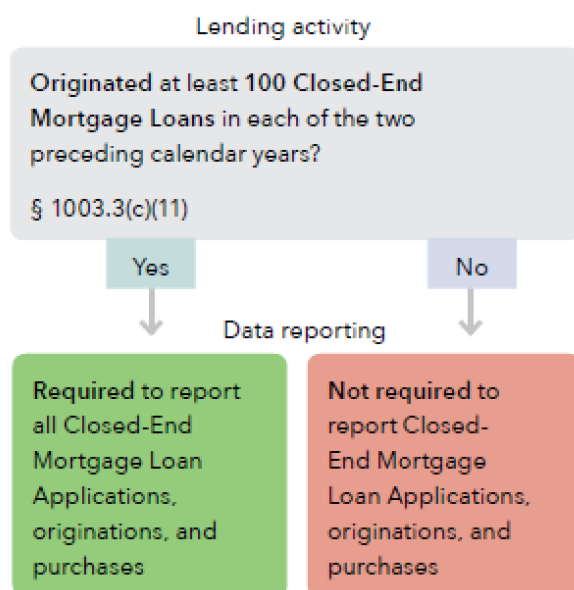 Lending activity
Originated at least 100 Closed-End
Mortgage Loans in each of the two
preceding calendar years?
§ 1003.3(c)(11)
Yes
No
Data reporting
Required to report
all Closed-End
Mortgage Loan
Applications,
originations, and
purchases
Not required to
report Closed-
End Mortgage
Loan Applications,
originations, and
purchases